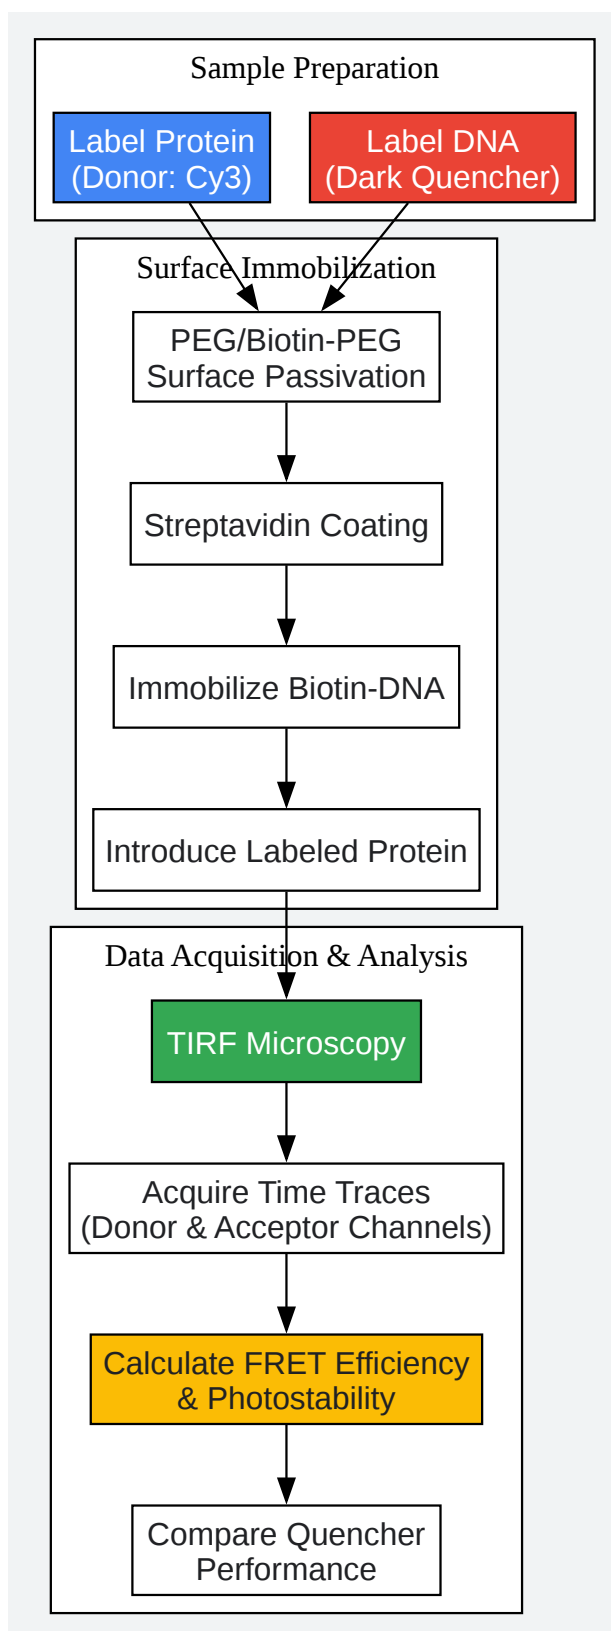 Sample Preparation
Label Protein
(Donor: Cy3)
Label DNA
(Dark Quencher)
Surface Immobilization
PEG/Biotin-PEG
Surface Passivation
Streptavidin Coating
Immobilize Biotin-DNA
Introduce Labeled Protein
Data Acquisition & Analysis
TIRF Microscopy
Acquire Time Traces
(Donor & Acceptor Channels)
Calculate FRET Efficiency
& Photostability
Compare Quencher
Performance